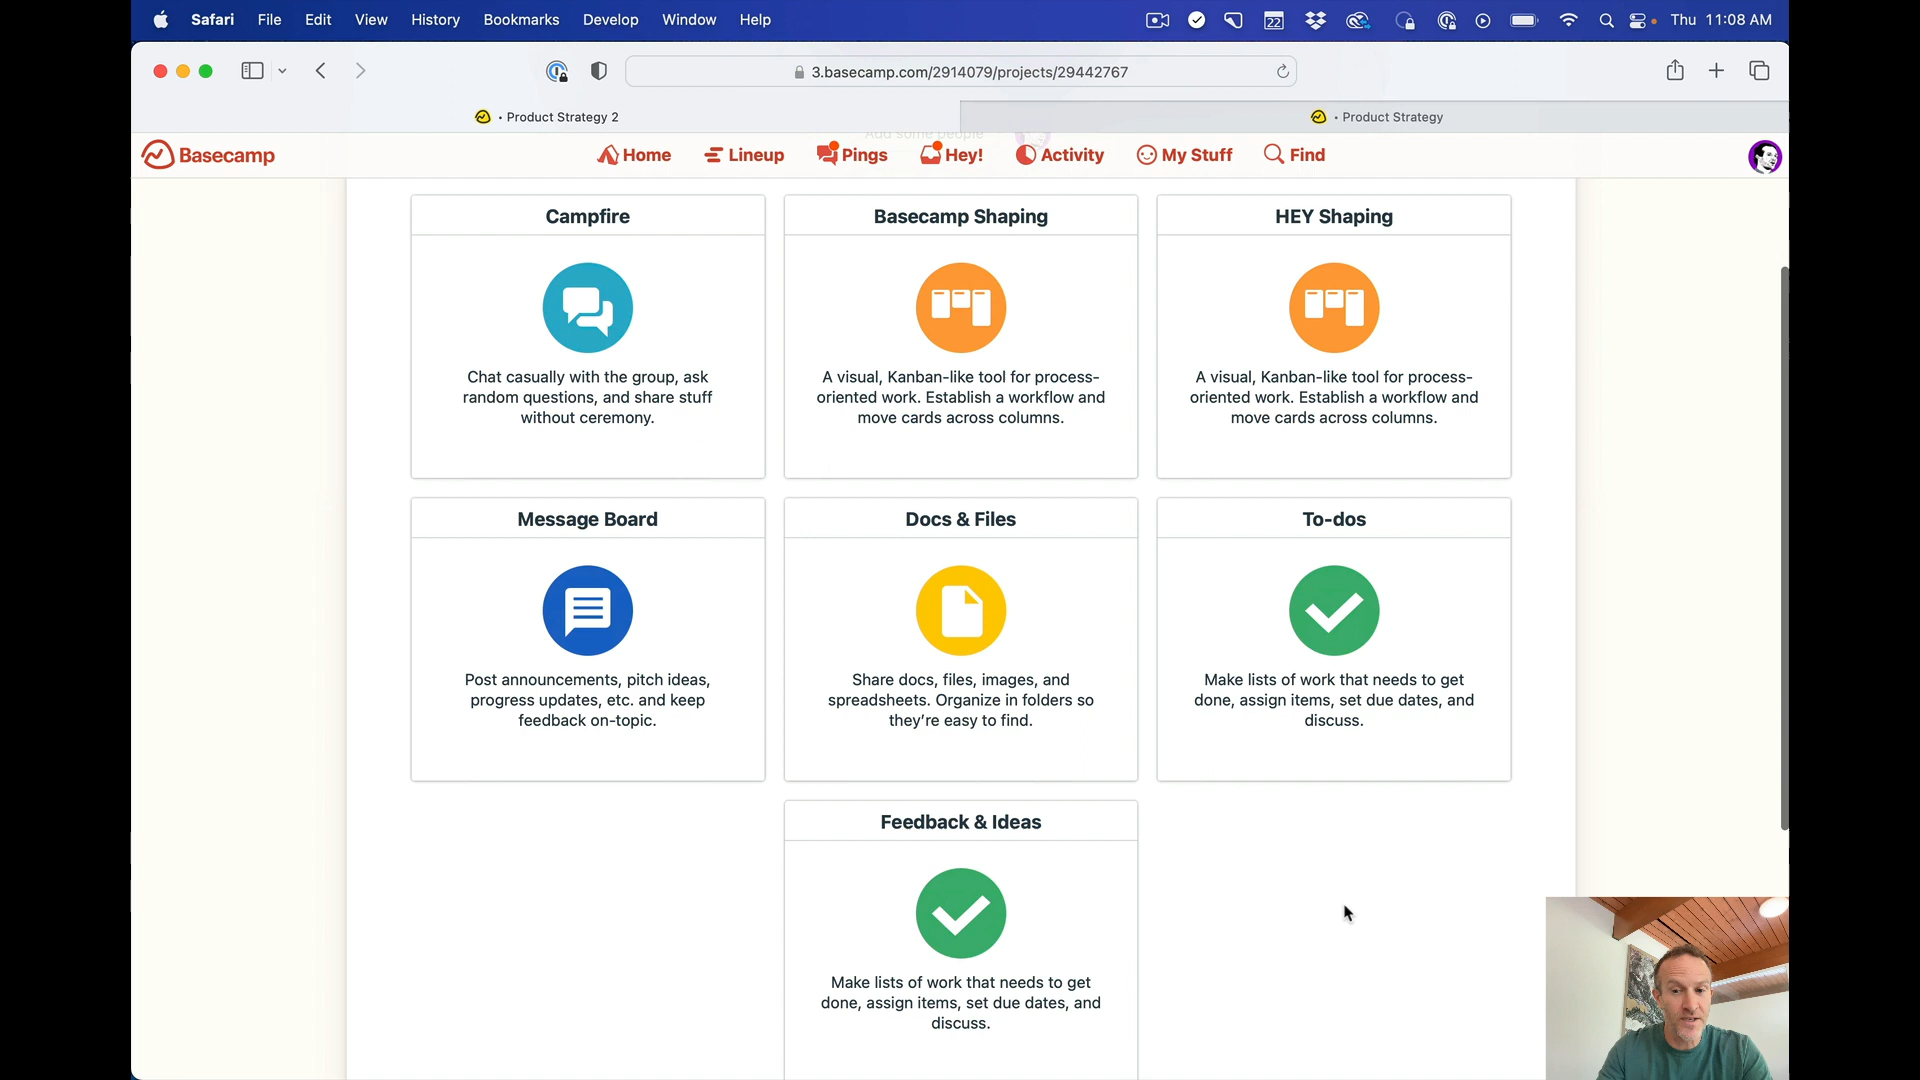 Safari File Edit View History Bookmarks Develop Window Help
22
Thu 11:08 AM
3.basecamp.com/2914079/projects/29442767
• Product Strategy 2
• Product Strategy
Add some people
Basecamp
Home Lineup Pings Hey! Activity My Stuff Find
Campfire
Chat casually with the group, ask
random questions, and share stuff
without ceremony.
Basecamp Shaping
A visual, Kanban-like tool for process-
oriented work. Establish a workflow and
move cards across columns.
HEY Shaping
A visual, Kanban-like tool for process-
oriented work. Establish a workflow and
move cards across columns.
Message Board
Post announcements, pitch ideas,
progress updates, etc. and keep
feedback on-topic.
Docs & Files
Share docs, files, images, and
spreadsheets. Organize in folders so
they're easy to find.
To-dos
Make lists of work that needs to get
done, assign items, set due dates, and
discuss.
Feedback & Ideas
Make lists of work that needs to get
done, assign items, set due dates, and
discuss.